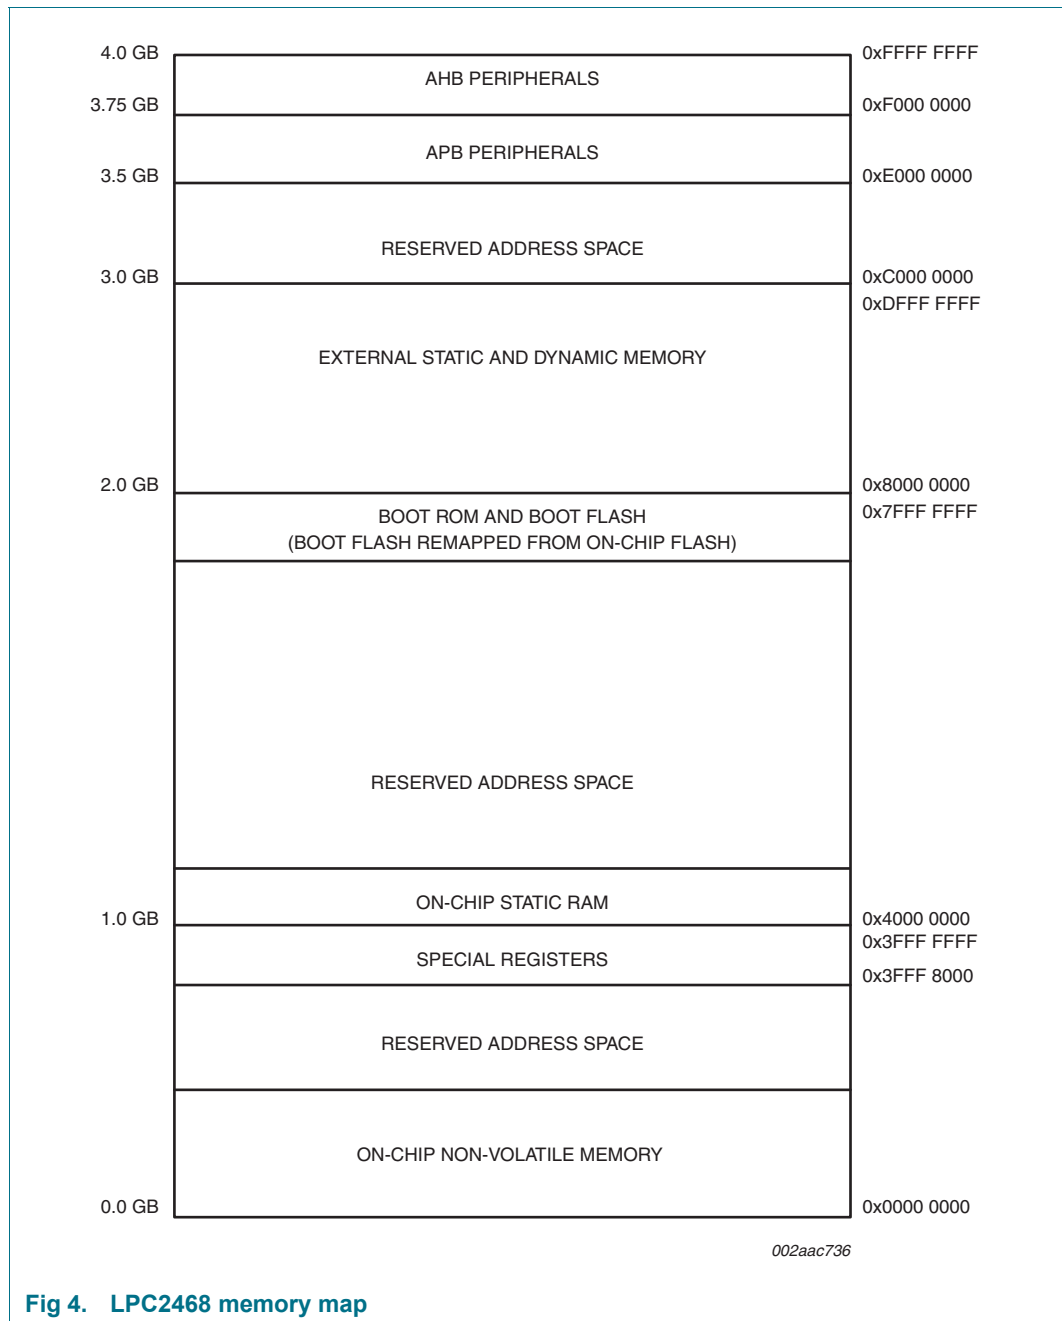 4.0 GB
0xFFFF FFFF
AHB PERIPHERALS
3.75 GB
0xF000 0000
APB PERIPHERALS
3.5 GB
0xE000 0000
RESERVED ADDRESS SPACE
3.0 GB
0xC000 0000
0xDFFF FFFF
EXTERNAL STATIC AND DYNAMIC MEMORY
2.0 GB
0x8000 0000
0x7FFF FFFF
BOOT ROM AND BOOT FLASH
(BOOT FLASH REMAPPED FROM ON-CHIP FLASH)
RESERVED ADDRESS SPACE
ON-CHIP STATIC RAM
1.0 GB
0x4000 0000
0x3FFF FFFF
SPECIAL REGISTERS
0x3FFF 8000
RESERVED ADDRESS SPACE
ON-CHIP NON-VOLATILE MEMORY
0.0 GB
0x0000 0000
002aac736
Fig 4. LPC2468 memory map